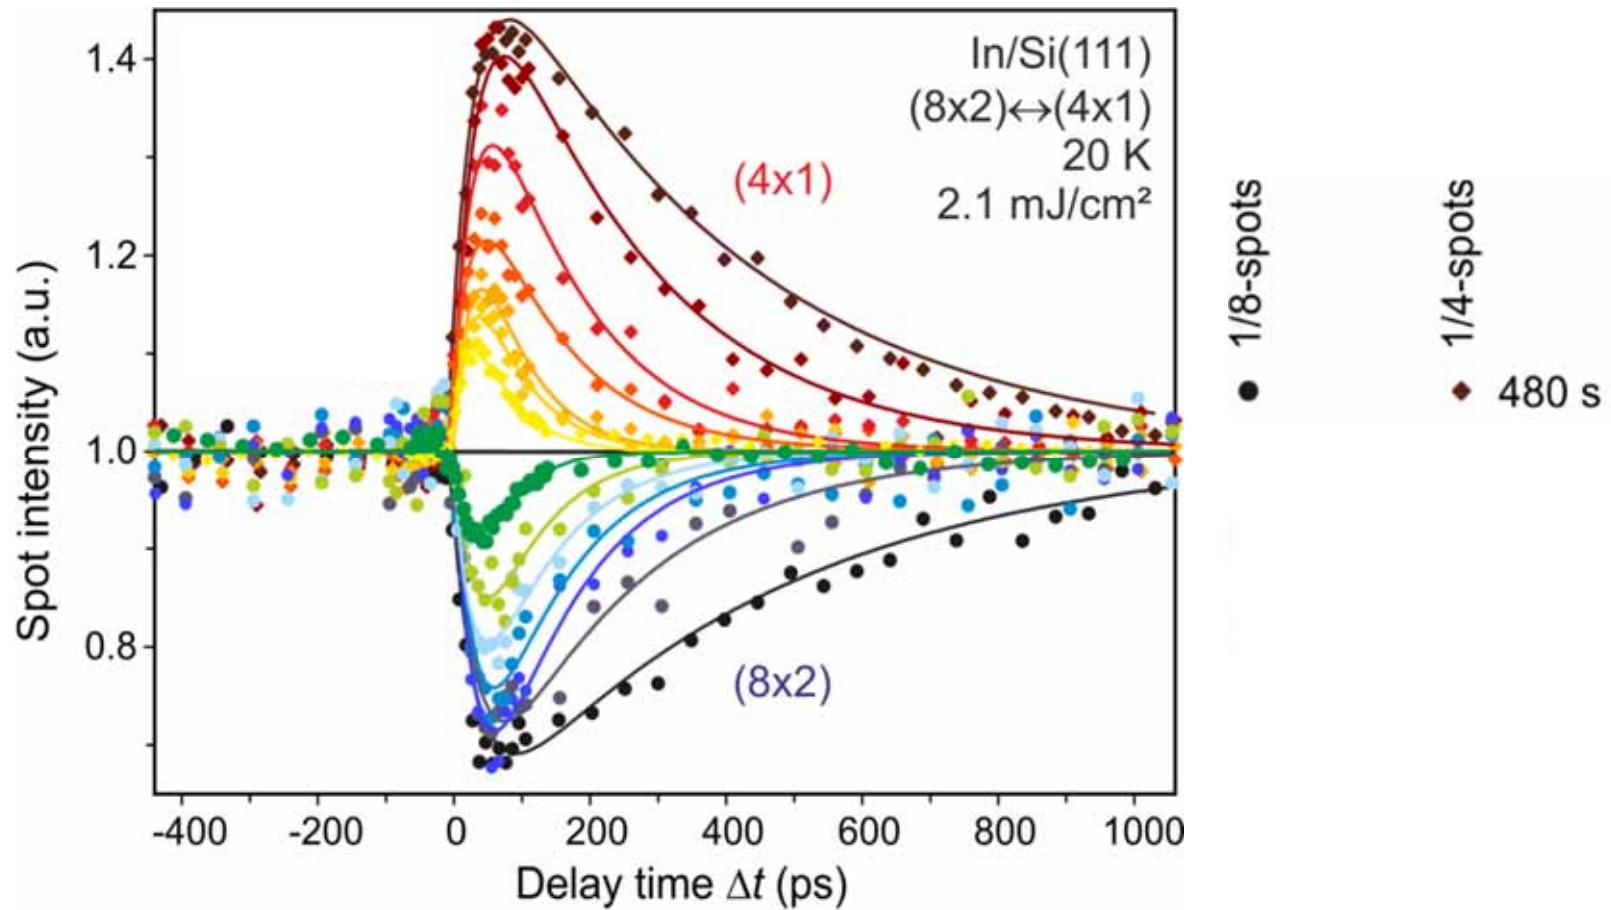 Spot intensity (a.u.)
1.4
1.2
1.0
0.8
In/Si(111)
(8x2)↔(4x1)
20 K
2.1 mJ/cm²
(4x1)
(8x2)
-400
-200
0
200
400
600
800
1000
Delay time Δt (ps)
1/8-spots
1/4-spots
480 s